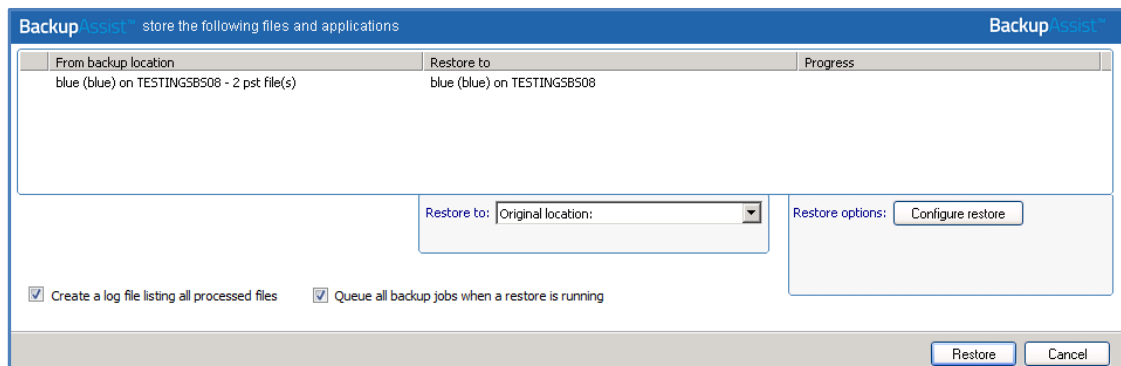 BackupAssist™ store the following files and applications BackupAssist™
From backup location Restore to Progress
blue (blue) on TESTINGSBS08 - 2 pst file(s) blue (blue) on TESTINGSBS08
Restore to: Original location: Restore options: Configure restore
Create a log file listing all processed files Queue all backup jobs when a restore is running
Restore Cancel